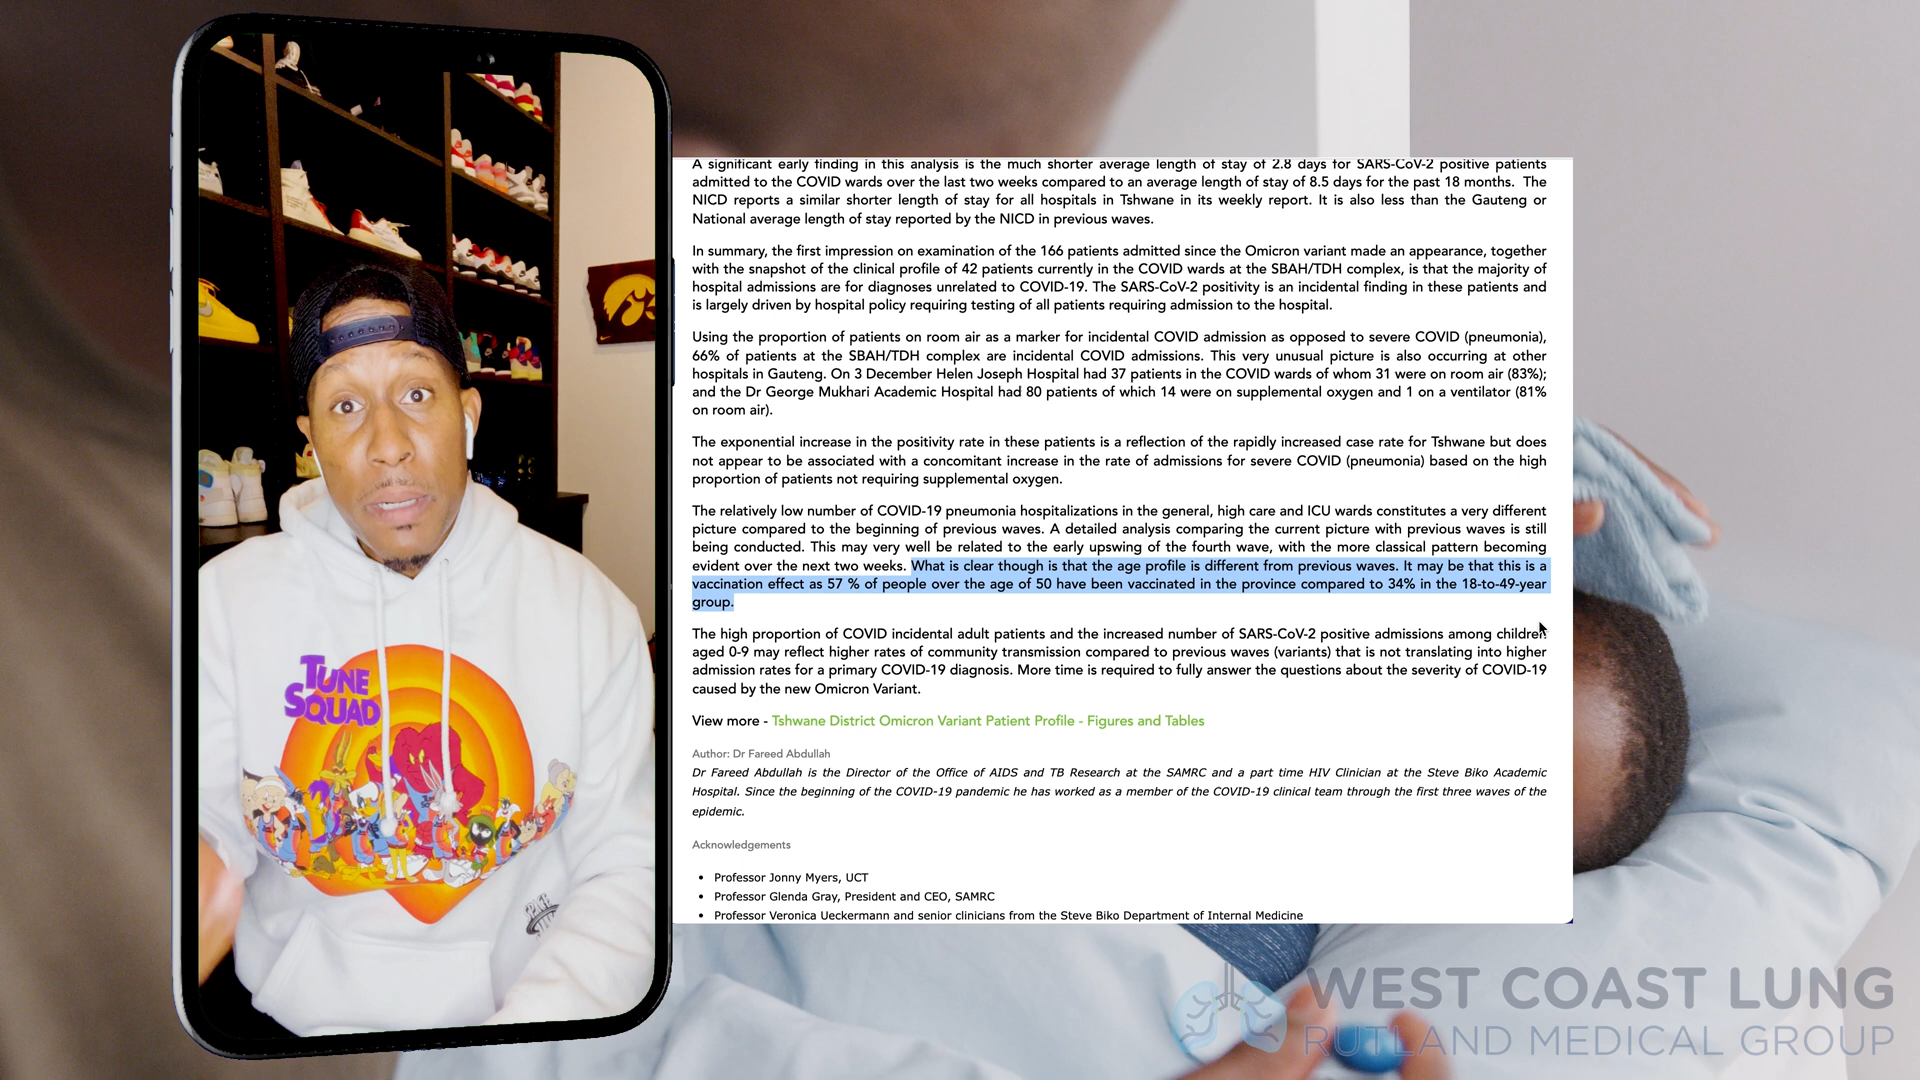 A significant early finding in this analysis is the much shorter average length of stay of 2.8 days for SARS-CoV-2 positive patients
admitted to the COVID wards over the last two weeks compared to an average length of stay of 8.5 days for the past 18 months. The
NICD reports a similar shorter length of stay for all hospitals in Tshwane in its weekly report. It is also less than the Gauteng or
National average length of stay reported by the NICD in previous waves.
In summary, the first impression on examination of the 166 patients admitted since the Omicron variant made an appearance, together
with the snapshot of the clinical profile of 42 patients currently in the COVID wards at the SBAH/TDH complex, is that the majority of
hospital admissions are for diagnoses unrelated to COVID-19. The SARS-CoV-2 positivity is an incidental finding in these patients and
is largely driven by hospital policy requiring testing of all patients requiring admission to the hospital.
Using the proportion of patients on room air as a marker for incidental COVID admission as opposed to severe COVID (pneumonia),
66% of patients at the SBAH/TDH complex are incidental COVID admissions. This very unusual picture is also occurring at other
hospitals in Gauteng. On 3 December Helen Joseph Hospital had 37 patients in the COVID wards of whom 31 were on room air (83%);
and the Dr George Mukhari Academic Hospital had 80 patients of which 14 were on supplemental oxygen and 1 on a ventilator (81%
on room air).
The exponential increase in the positivity rate in these patients is a reflection of the rapidly increased case rate for Tshwane but does
not appear to be associated with a concomitant increase in the rate of admissions for severe COVID (pneumonia) based on the high
proportion of patients not requiring supplemental oxygen.
The relatively low number of COVID-19 pneumonia hospitalizations in the general, high care and ICU wards constitutes a very different
picture compared to the beginning of previous waves. A detailed analysis comparing the current picture with previous waves is still
being conducted. This may very well be related to the early upswing of the fourth wave, with the more classical pattern becoming
evident over the next two weeks. What is clear though is that the age profile is different from previous waves. It may be that this is a
vaccination effect as 57 % of people over the age of 50 have been vaccinated in the province compared to 34% in the 18-to-49-year
group.
The high proportion of COVID incidental adult patients and the increased number of SARS-CoV-2 positive admissions among children
aged 0-9 may reflect higher rates of community transmission compared to previous waves (variants) that is not translating into higher
admission rates for a primary COVID-19 diagnosis. More time is required to fully answer the questions about the severity of COVID-19
caused by the new Omicron Variant.
View more - Tshwane District Omicron Variant Patient Profile - Figures and Tables
Author: Dr Fareed Abdullah
Dr Fareed Abdullah is the Director of the Office of AIDS and TB Research at the SAMRC and a part time HIV Clinician at the Steve Biko Academic
Hospital. Since the beginning of the COVID-19 pandemic he has worked as a member of the COVID-19 clinical team through the first three waves of the
epidemic.
Acknowledgements
• Professor Jonny Myers, UCT
• Professor Glenda Gray, President and CEO, SAMRC
• Professor Veronica Ueckermann and senior clinicians from the Steve Biko Department of Internal Medicine
TUNE
SQUAD
SPACE
WEST COAST LUNG
RUTLAND MEDICAL GROUP